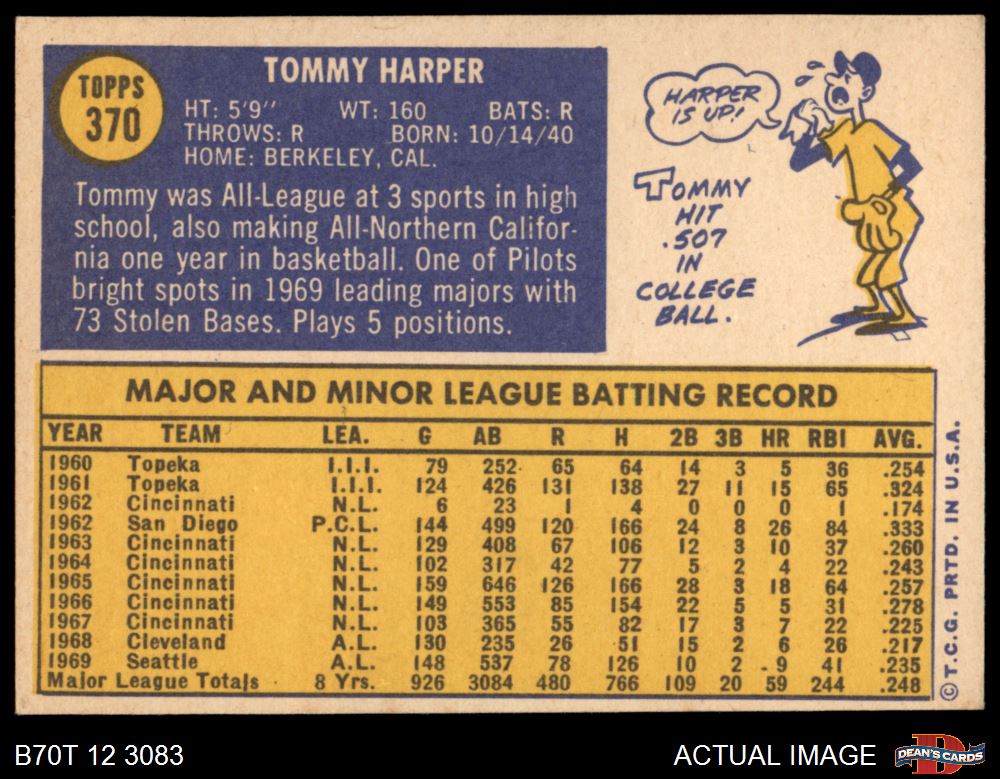 TOPPS
370
TOMMY HARPER
HT: 5'9" WT: 160 BATS: R
THROWS: R BORN: 10/14/40
HOME: BERKELEY, CAL.
Tommy was All-League at 3 sports in high
school, also making All-Northern Califor-
nia one year in basketball. One of Pilots
bright spots in 1969 leading majors with
73 Stolen Bases. Plays 5 positions.
HARPER
IS UP!
TOMMY
HIT
.507
IN
COLLEGE
BALL.
MAJOR AND MINOR LEAGUE BATTING RECORD
YEAR TEAM LEA. G AB R H 2B 3B HR RBI AVG.
1960 Topeka I.I.I. 79 252 65 64 14 3 5 36 .254
1961 Topeka I.I.I. 124 426 131 138 27 11 15 65 .324
1962 Cincinnati N.L. 6 23 1 4 0 0 0 1 .174
1962 San Diego P.C.L. 144 499 120 166 24 8 26 84 .333
1963 Cincinnati N.L. 129 408 67 106 12 3 10 37 .260
1964 Cincinnati N.L. 102 317 42 77 5 2 4 22 .243
1965 Cincinnati N.L. 159 646 126 166 28 3 18 64 .257
1966 Cincinnati N.L. 149 553 85 154 22 5 5 31 .278
1967 Cincinnati N.L. 103 365 55 82 17 3 7 22 .225
1968 Cleveland A.L. 130 235 26 51 15 2 6 26 .217
1969 Seattle A.L. 148 537 78 126 10 2 9 41 .235
Major League Totals 8 Yrs. 926 3084 480 766 109 20 59 244 .248
© T.C.G. PRTD. IN U.S.A.
B70T 12 3083
ACTUAL IMAGE
DEAN'S CARDS